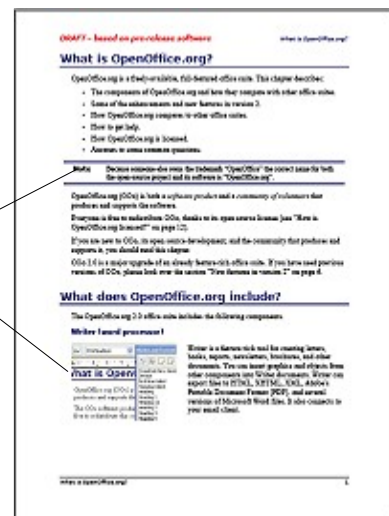 DRAFT - based on pre-release software What is OpenOffice.org?
What is OpenOffice.org?
OpenOffice.org is a freely-available, full-featured office suite. This chapter describes:
• The components of OpenOffice.org and how they compare with other office suites.
• Some of the enhancements and new features in version 2.
• How OpenOffice.org compares to other office suites.
• How to get help.
• How OpenOffice.org is licensed.
• Answers to some common questions.
Note Because someone else owns the trademark "OpenOffice" the correct name for both
the open-source project and its software is "OpenOffice.org".
OpenOffice.org (OOo) is both a software product and a community of volunteers that
produces and supports the software.
Everyone is free to redistribute OOo, thanks to its open source license (see "How is
OpenOffice.org licensed?" on page 12).
If you are new to OOo, its open source development, and the community that produces and
supports it, you should read this chapter.
OOo 2.0 is a major upgrade of an already feature-rich office suite. If you have used previous
versions of OOo, please look over the section "New features in version 2" on page 6.
What does OpenOffice.org include?
The OpenOffice.org 2.0 office suite includes the following components.
Writer (word processor)
What is Open
OpenOffice.org (OOo) i
produces and supports the
The OOo software produ
Writer is a feature-rich tool for creating letters,
books, reports, newsletters, brochures, and other
documents. You can insert graphics and objects from
other components into Writer documents. Writer can
export files to HTML, XHTML, XML, Adobe's
Portable Document Format (PDF), and several
versions of Microsoft Word files. It also connects to
your email client.
What is OpenOffice.org? 1